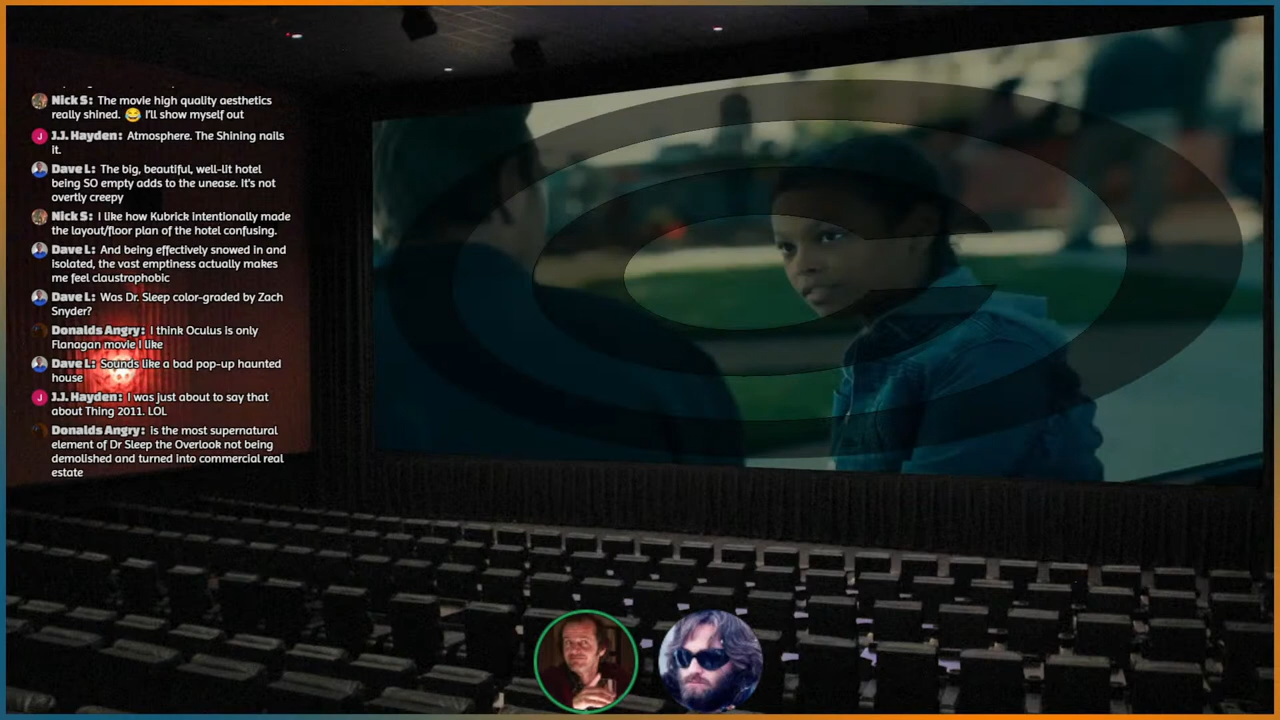 Nick S: The movie high quality aesthetics
really shined. 😂 I'll show myself out
J
J.J. Hayden: Atmosphere. The Shining nails
it.
Dave L: The big, beautiful, well-lit hotel
being SO empty adds to the unease. It's not
overtly creepy
Nick S: I like how Kubrick intentionally made
the layout/floor plan of the hotel confusing.
Dave L: And being effectively snowed in and
isolated, the vast emptiness actually makes
me feel claustrophobic
Dave L: Was Dr. Sleep color-graded by Zach
Snyder?
Donalds Angry: I think Oculus is only
Flanagan movie I like
Dave L: Sounds like a bad pop-up haunted
house
J
J.J. Hayden: I was just about to say that
about Thing 2011. LOL
Donalds Angry: is the most supernatural
element of Dr Sleep the Overlook not being
demolished and turned into commercial real
estate